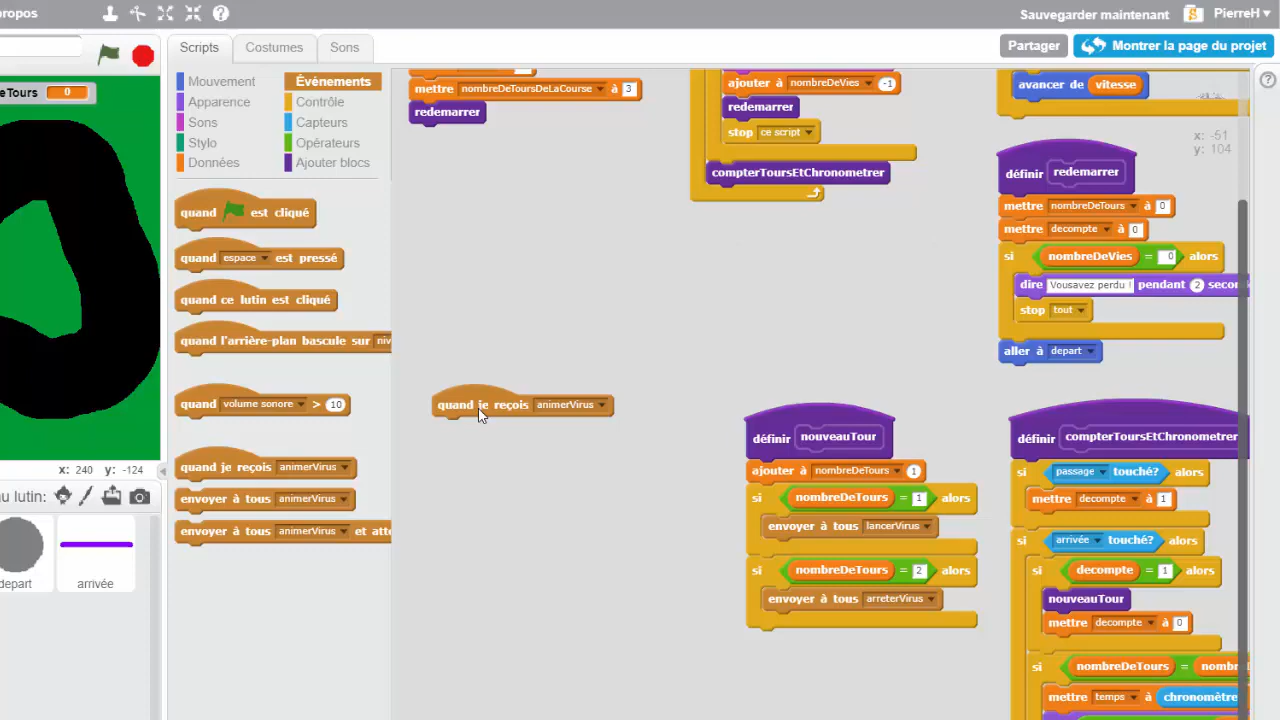 propos
Sauvegarder maintenant
PierreH
Scripts
Costumes
Sons
Partager
Montrer la page du projet
eTours 0
Mouvement
Évènements
Apparence
Contrôle
Sons
Capteurs
Stylo
Opérateurs
Données
Ajouter blocs
quand est cliqué
quand espace est pressé
quand ce lutin est cliqué
quand l'arrière-plan bascule sur niv
quand volume sonore > 10
quand je reçois animerVirus
envoyer à tous animerVirus
envoyer à tous animerVirus et atte
mettre nombreDeToursDeLaCourse à 3
redemarrer
quand je reçois animerVirus
ajouter à nombreDeVies -1
redemarrer
stop ce script
compterToursEtChronometrer
avancer de vitesse
x: -51
y: 104
définir redemarrer
mettre nombreDeTours à 0
mettre decompte à 0
si nombreDeVies = 0 alors
dire Vousavez perdu ! pendant 2 secon
stop tout
aller à depart
définir nouveauTour
ajouter à nombreDeTours 1
si nombreDeTours = 1 alors
envoyer à tous lancerVirus
si nombreDeTours = 2 alors
envoyer à tous arreterVirus
définir compterToursEtChronometrer
si passage touché? alors
mettre decompte à 1
si arrivée touché? alors
si decompte = 1 alors
nouveauTour
mettre decompte à 0
si nombreDeTours = nombr
mettre temps à chronomètre
x: 240 y: -124
au lutin:
depart
arrivée